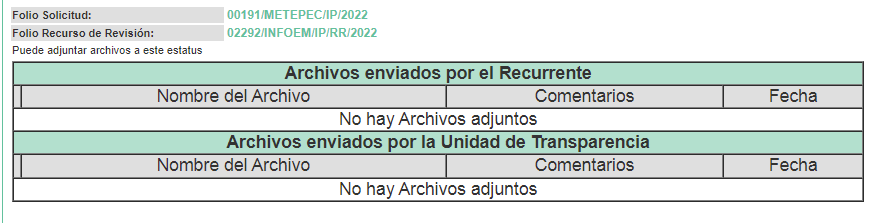 Folio Solicitud: 00191/METEPEC/IP/2022
Folio Recurso de Revisión: 02292/INFOEM/IP/RR/2022
Puede adjuntar archivos a este estatus
Archivos enviados por el Recurrente
Nombre del Archivo Comentarios Fecha
No hay Archivos adjuntos
Archivos enviados por la Unidad de Transparencia
Nombre del Archivo Comentarios Fecha
No hay Archivos adjuntos